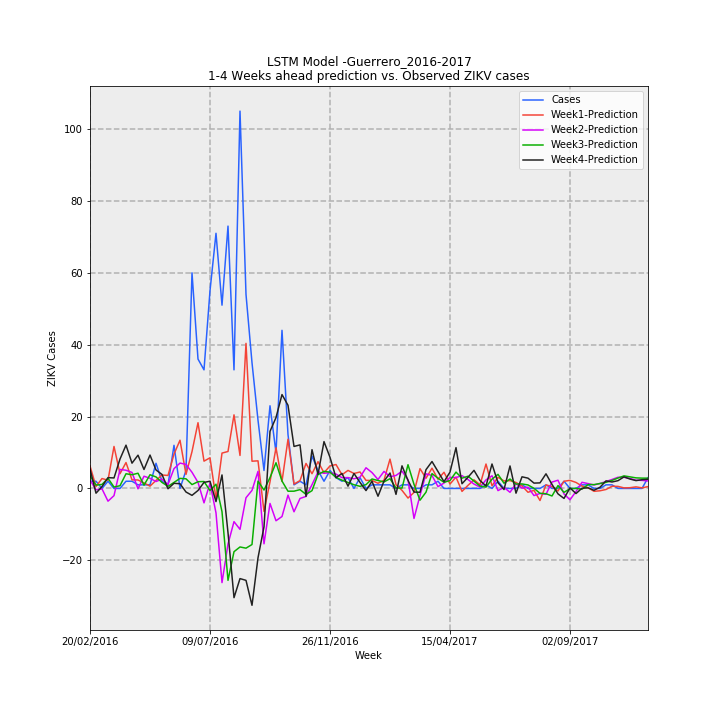 LSTM Model -Guerrero_2016-2017
1-4 Weeks ahead prediction vs. Observed ZIKV cases
Cases
Week1-Prediction
Week2-Prediction
Week3-Prediction
Week4-Prediction
ZIKV Cases
100
80
60
40
20
0
−20
20/02/2016
09/07/2016
26/11/2016
15/04/2017
02/09/2017
Week